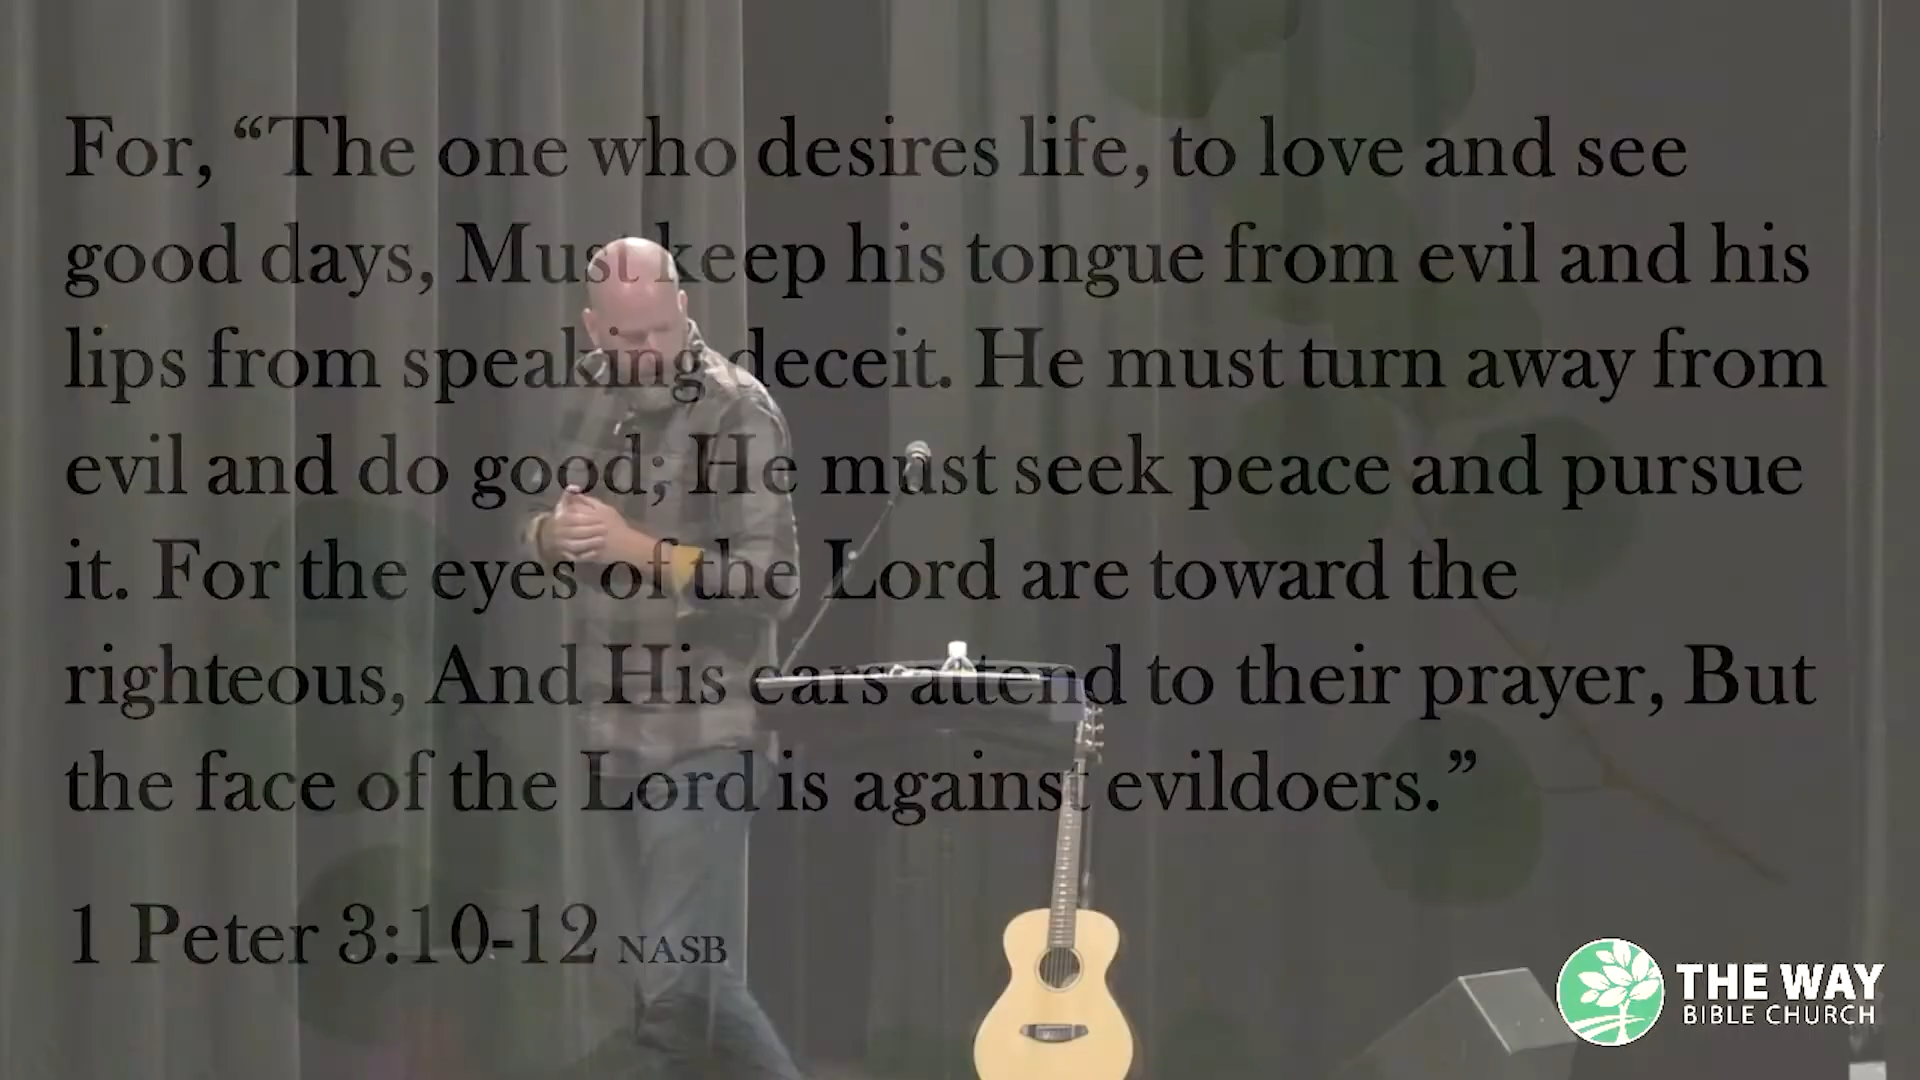 For, “The one who desires life, to love and see
good days, Must keep his tongue from evil and his
lips from speaking deceit. He must turn away from
evil and do good; He must seek peace and pursue
it. For the eyes of the Lord are toward the
righteous, And His ears attend to their prayer, But
the face of the Lord is against evildoers.”
1 Peter 3:10-12 NASB
THE WAY
BIBLE CHURCH